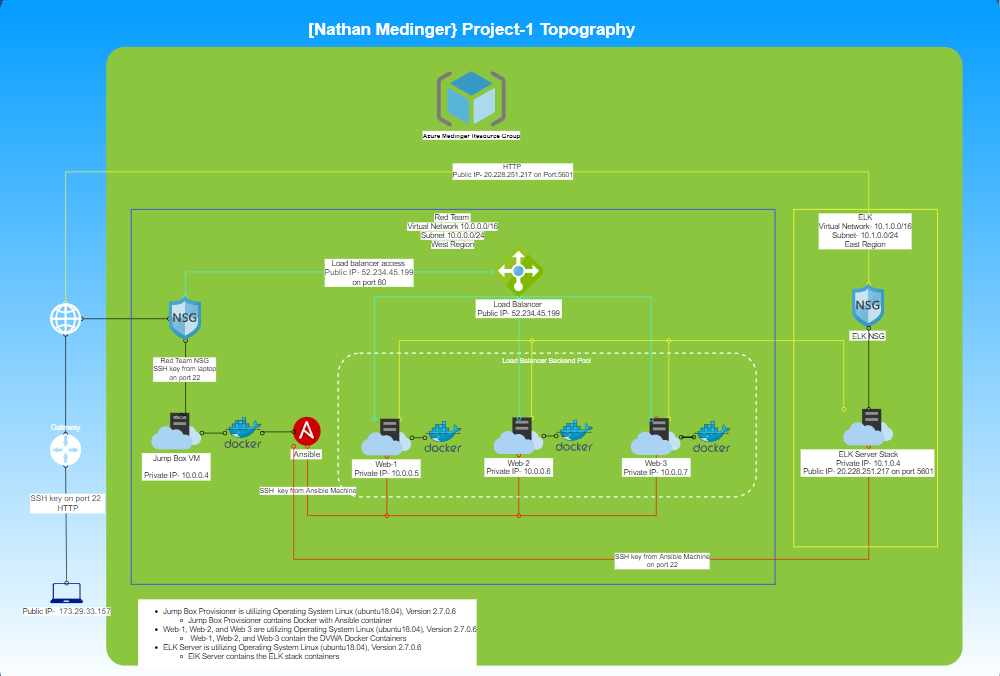 [Nathan Medinger} Project-1 Topography
Azure Medinger Resource Group
HTTP
Public IP- 20.228.251.217 on Port:5601
Red Team
Virtual Network 10.0.0.0/16
Subnet 10.0.0.0/24
West Region
ELK
Virtual Network- 10.1.0.0/16
Subnet- 10.1.0.0/24
East Region
Load balancer access
Public IP- 52.234.45.199
on port 80
Load Balancer
Public IP- 52.234.45.199
NSG
NSG
ELK NSG
Red Team NSG
SSH key from laptop
on port 22
Load Balancer Backend Pool
Gateway
docker
Ansible
docker
docker
docker
Jump Box VM
Private IP- 10.0.0.4
Web-1
Private IP- 10.0.0.5
Web-2
Private IP- 10.0.0.6
Web-3
Private IP- 10.0.0.7
ELK Server Stack
Private IP- 10.1.0.4
Public IP- 20.228.251.217 on port 5601
SSH key on port 22
HTTP
SSH key from Ansible Machine
SSH key from Ansible Machine
on port 22
Public IP- 173.29.33.157
• Jump Box Provisioner is utilizing Operating System Linux (ubuntu18.04), Version 2.7.0.6
○ Jump Box Provisioner contains Docker with Ansible container
• Web-1, Web-2, and Web 3 are utilizing Operating System Linux (ubuntu18.04), Version 2.7.0.6
○ Web-1, Web-2, and Web-3 contain the DVWA Docker Containers
• ELK Server is utilizing Operating System Linux (ubuntu18.04), Version 2.7.0.6
○ ElK Server contains the ELK stack containers